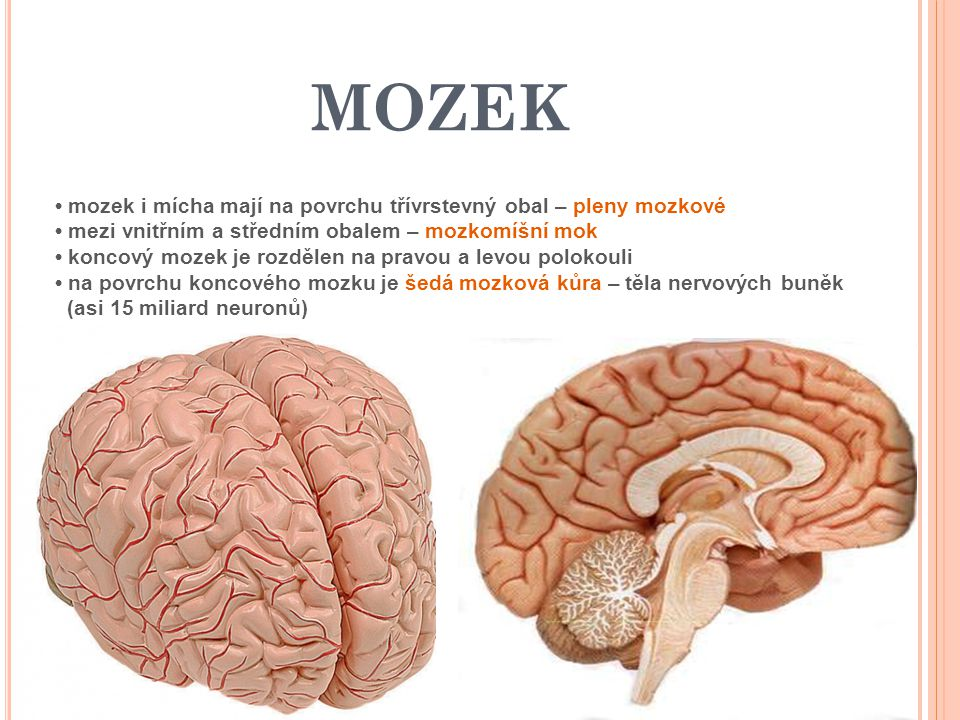 MOZEK
• mozek i mícha mají na povrchu třívrstevný obal – pleny mozkové
• mezi vnitřním a středním obalem – mozkomíšní mok
• koncový mozek je rozdělen na pravou a levou polokouli
• na povrchu koncového mozku je šedá mozková kůra – těla nervových buněk
(asi 15 miliard neuronů)